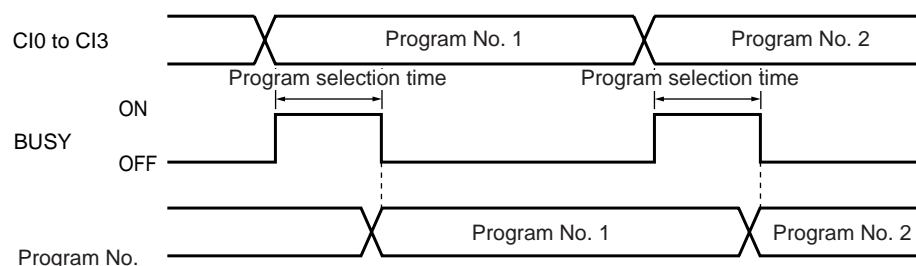 CI0 to CI3
Program No. 1
Program No. 2
Program selection time
Program selection time
ON
BUSY
OFF
Program No. 1
Program No. 2
Program No.